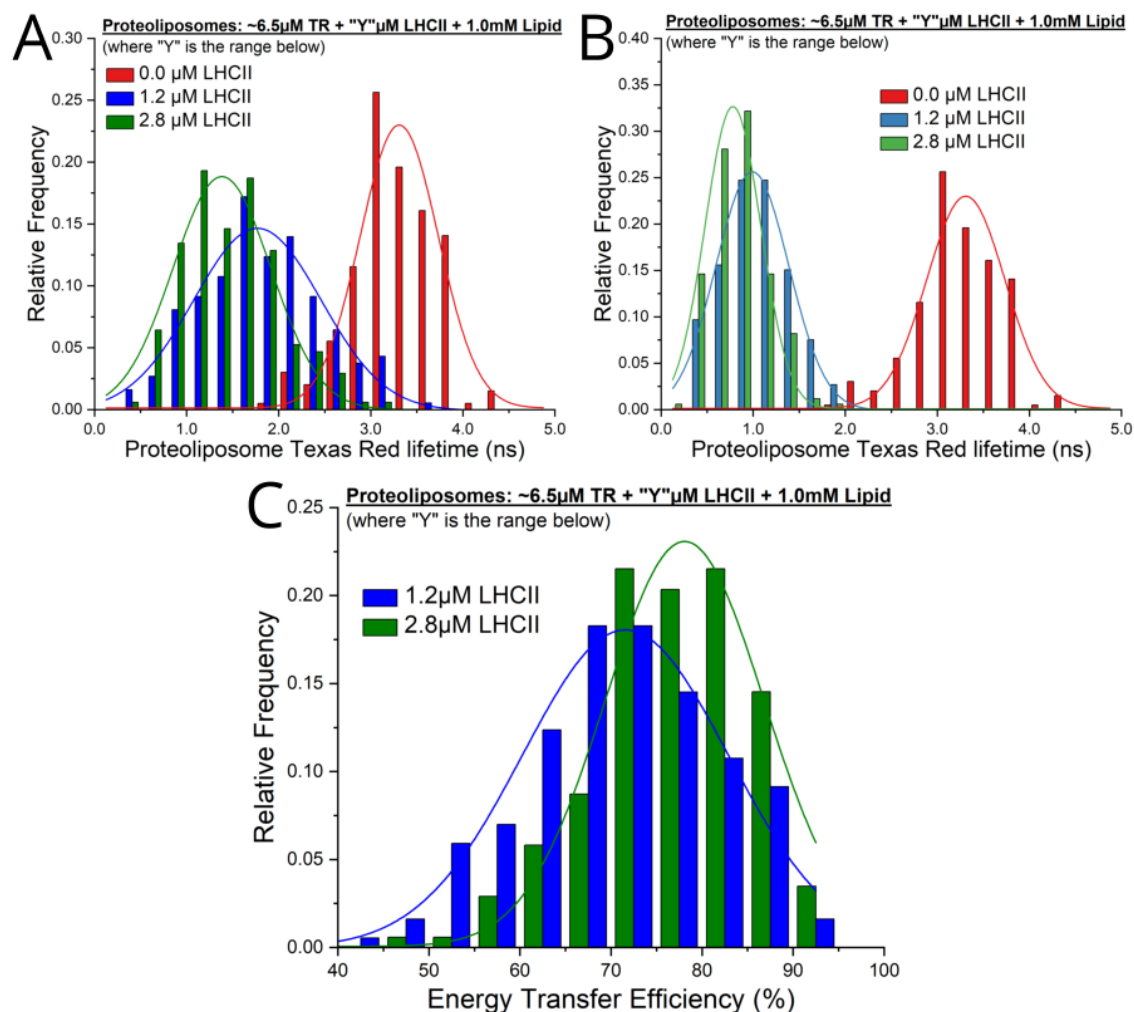 A
Proteoliposomes: ~6.5µM TR + "Y"µM LHCII + 1.0mM Lipid
(where "Y" is the range below)
0.30
0.25
0.20
0.15
0.10
0.05
0.00
Relative Frequency
0.0 µM LHCII
1.2 µM LHCII
2.8 µM LHCII
0.0 1.0 2.0 3.0 4.0 5.0
Proteoliposome Texas Red lifetime (ns)
B
Proteoliposomes: ~6.5µM TR + "Y"µM LHCII + 1.0mM Lipid
(where "Y" is the range below)
0.40
0.35
0.30
0.25
0.20
0.15
0.10
0.05
0.00
Relative Frequency
0.0 µM LHCII
1.2 µM LHCII
2.8 µM LHCII
0.0 1.0 2.0 3.0 4.0 5.0
Proteoliposome Texas Red lifetime (ns)
C
Proteoliposomes: ~6.5µM TR + "Y"µM LHCII + 1.0mM Lipid
(where "Y" is the range below)
0.25
0.20
0.15
0.10
0.05
0.00
Relative Frequency
1.2µM LHCII
2.8µM LHCII
40 50 60 70 80 90 100
Energy Transfer Efficiency (%)